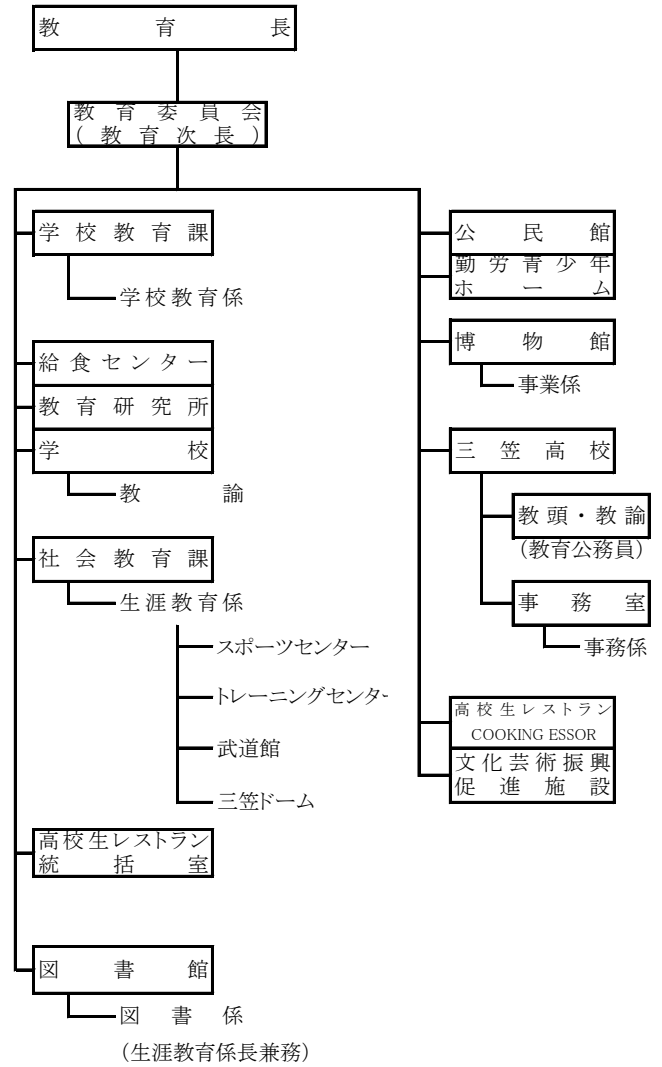 教育長
教育委員会
(教育次長)
学校教育課
学校教育係
給食センター
教育研究所
学校
教諭
社会教育課
生涯教育係
スポーツセンター
トレーニングセンター
武道館
三笠ドーム
高校生レストラン
統括室
図書館
図書係
(生涯教育係長兼務)
公民館
勤労青少年
ホーム
博物館
事業係
三笠高校
教頭・教諭
(教育公務員)
事務室
事務係
高校生レストラン
COOKING ESSOR
文化芸術振興
促進施設